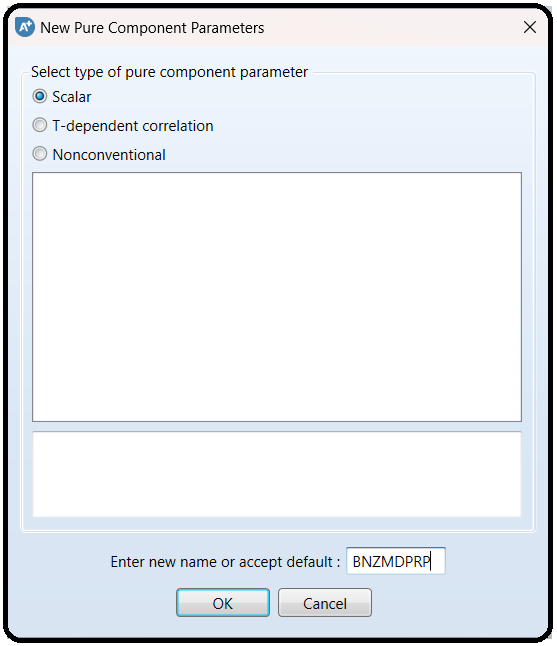 A+ New Pure Component Parameters
Select type of pure component parameter
Scalar
T-dependent correlation
Nonconventional
Enter new name or accept default : BNZMDPRP
OK Cancel